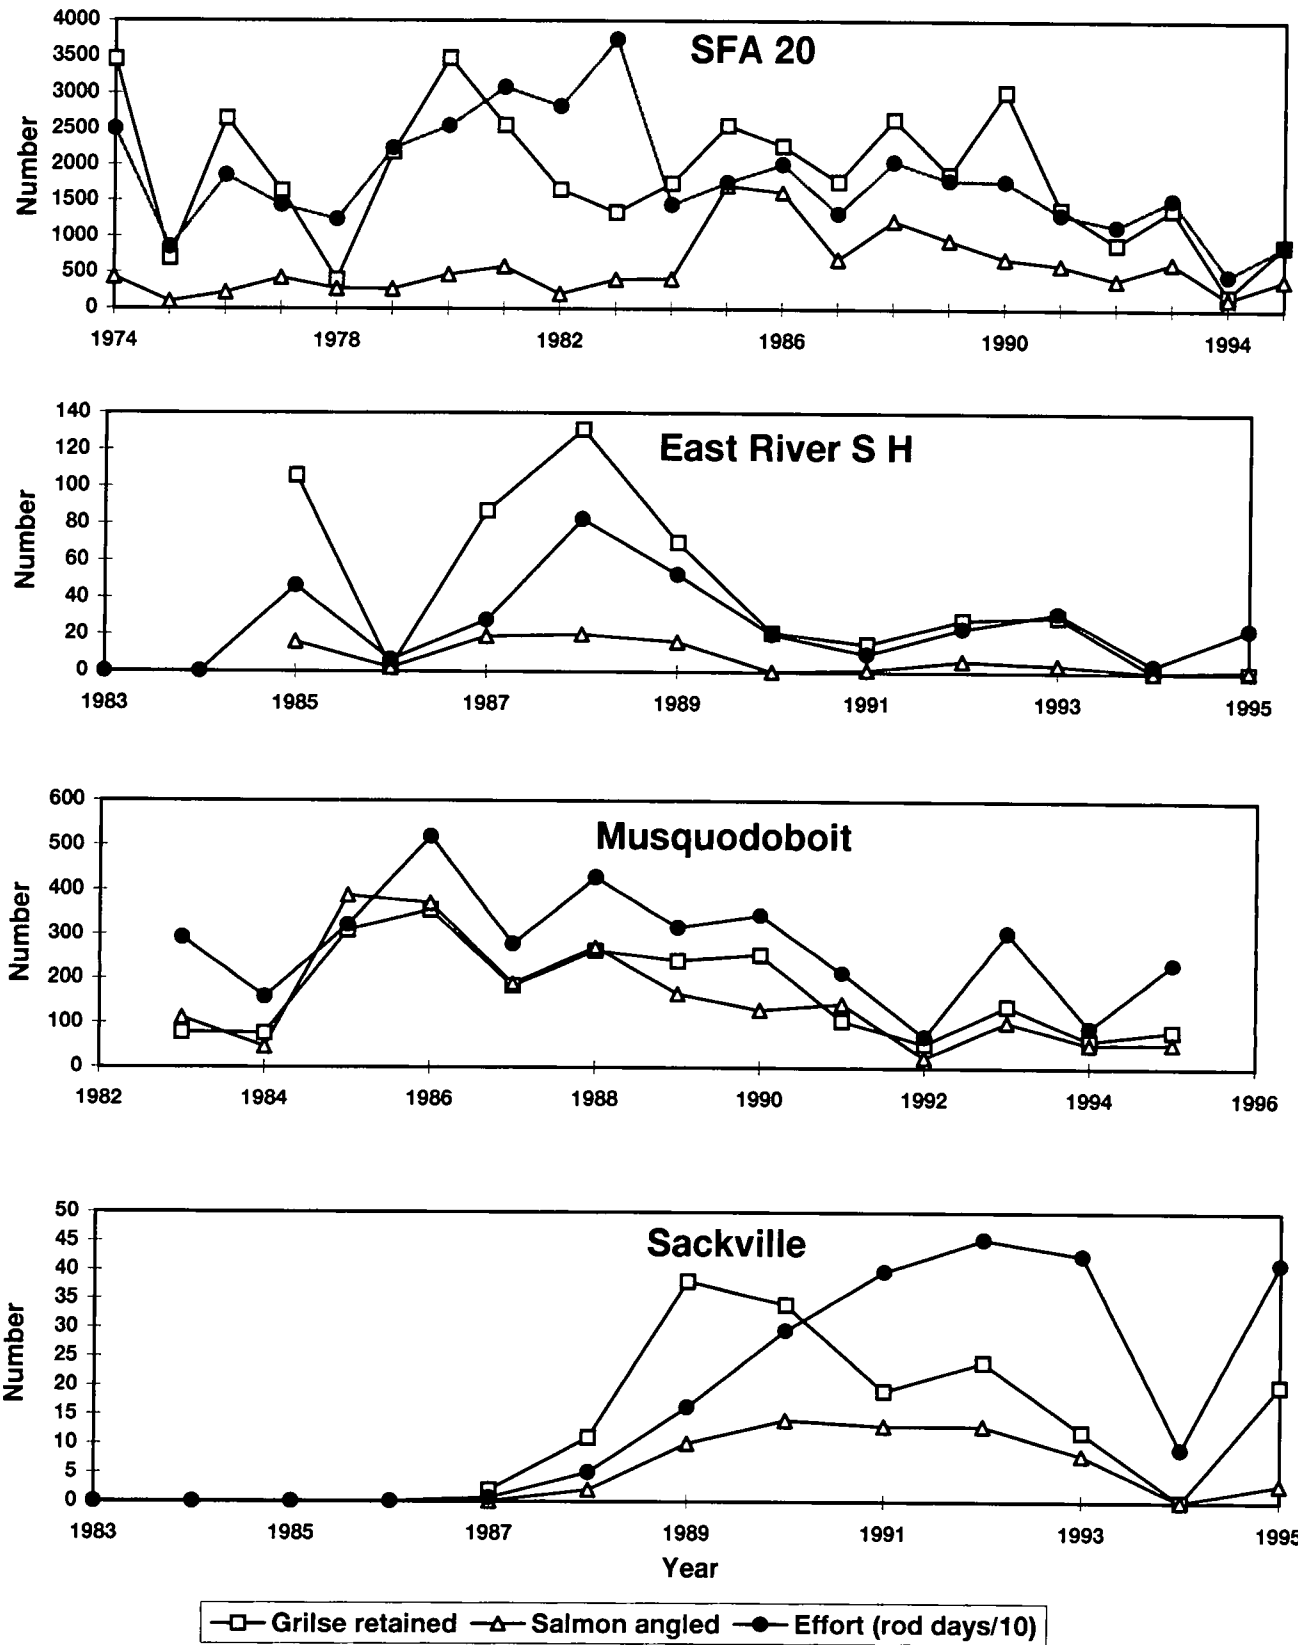 SFA 20
Number
4000
3500
3000
2500
2000
1500
1000
500
0
1974 1978 1982 1986 1990 1994
East River S H
Number
140
120
100
80
60
40
20
0
1983 1985 1987 1989 1991 1993 1995
Musquodoboit
Number
600
500
400
300
200
100
0
1982 1984 1986 1988 1990 1992 1994 1996
Sackville
Number
50
45
40
35
30
25
20
15
10
5
0
1983 1985 1987 1989 1991 1993 1995
Year
Grilse retained Salmon angled Effort (rod days/10)